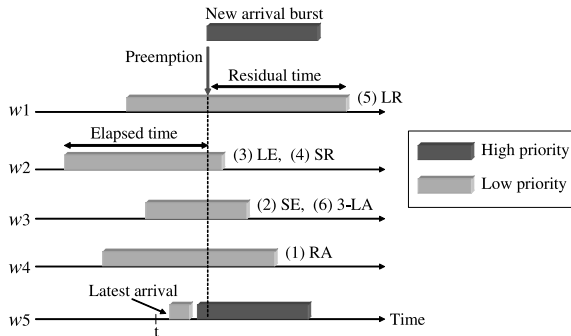 New arrival burst
Preemption
Residual time
w1
(5) LR
Elapsed time
w2
(3) LE, (4) SR
High priority
Low priority
w3
(2) SE, (6) 3-LA
w4
(1) RA
Latest arrival
w5
t
Time